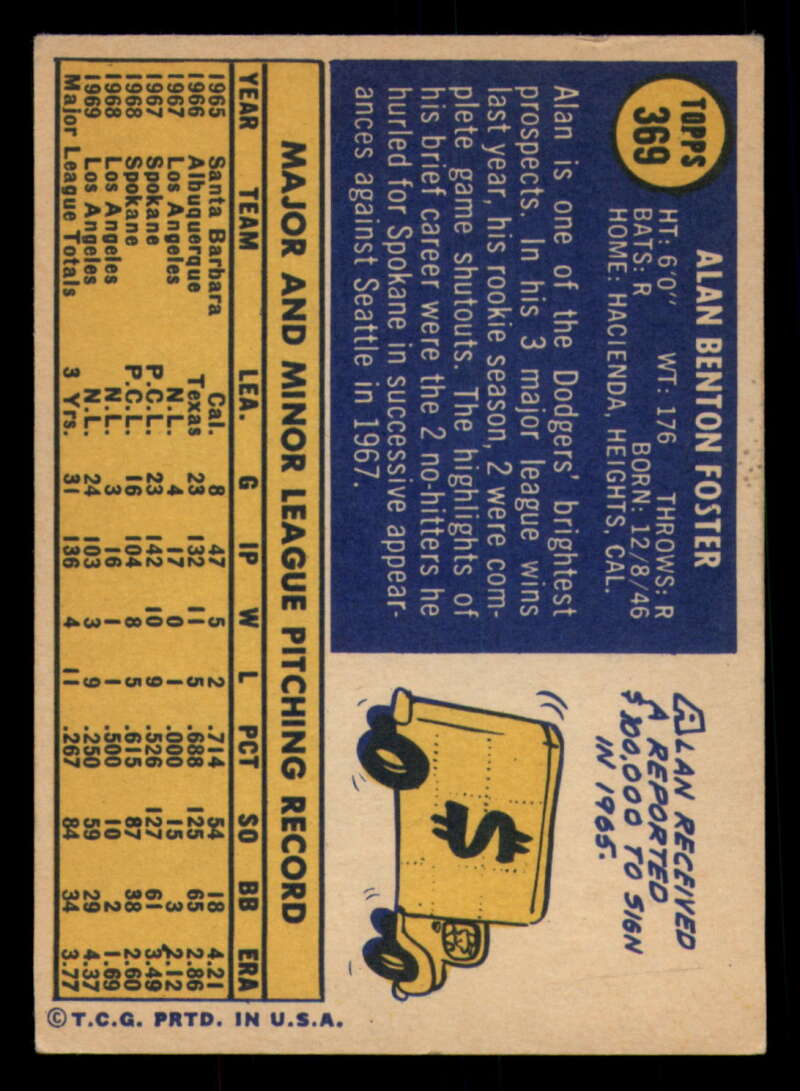 TOPPS
369
ALAN BENTON FOSTER
HT: 6'0" WT: 176 THROWS: R
BATS: R BORN: 12/8/46
HOME: HACIENDA, HEIGHTS, CAL.
Alan is one of the Dodgers' brightest
prospects. In his 3 major league wins
last year, his rookie season, 2 were com-
plete game shutouts. The highlights of
his brief career were the 2 no-hitters he
hurled for Spokane in successive appear-
ances against Seattle in 1967.
ALAN RECEIVED
A REPORTED
$100,000 TO SIGN
IN 1965.
$
MAJOR AND MINOR LEAGUE PITCHING RECORD
YEAR TEAM LEA. G IP W L PCT SO BB ERA
1965 Santa Barbara Cal. 8 47 5 2 .714 54 18 4.21
1966 Albuquerque Texas 23 132 11 5 .688 125 65 2.86
1967 Los Angeles N.L. 4 17 0 1 .000 15 3 2.12
1967 Spokane P.C.L. 23 142 10 9 .526 127 61 3.49
1968 Spokane P.C.L. 16 104 8 5 .615 87 38 2.60
1968 Los Angeles N.L. 3 16 1 1 .500 10 2 1.69
1969 Los Angeles N.L. 24 103 3 9 .250 59 29 4.37
Major League Totals 3 Yrs. 31 136 4 11 .267 84 34 3.77
© T.C.G. PRTD. IN U.S.A.